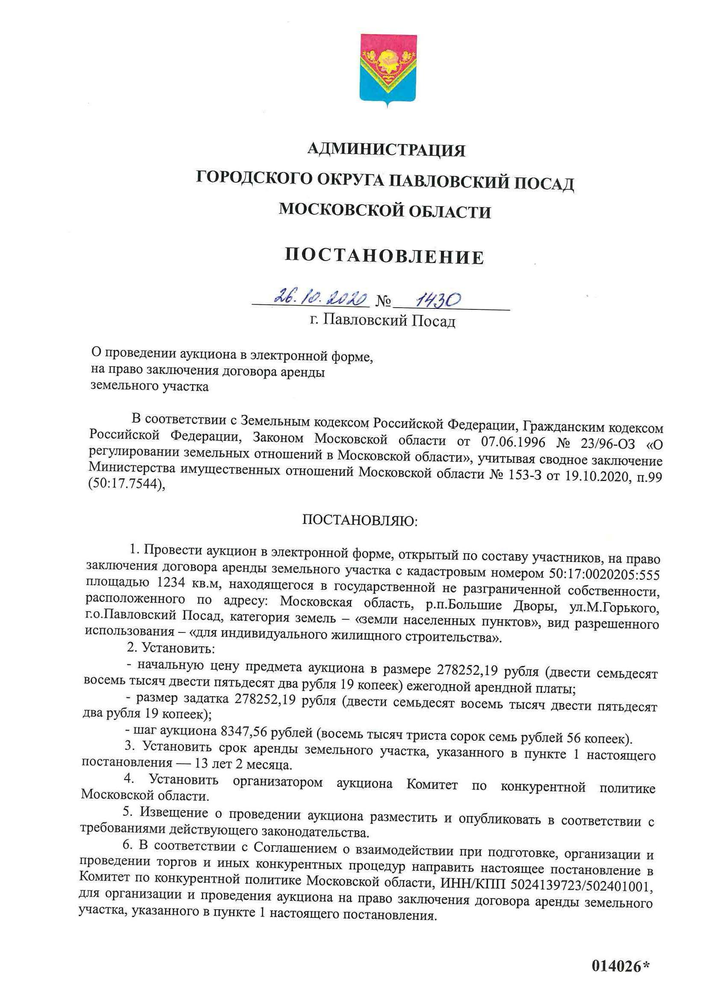 АДМИНИСТРАЦИЯ
ГОРОДСКОГО ОКРУГА ПАВЛОВСКИЙ ПОСАД
МОСКОВСКОЙ ОБЛАСТИ
ПОСТАНОВЛЕНИЕ
26.10.2020 № 1430
г. Павловский Посад
О проведении аукциона в электронной форме,
на право заключения договора аренды
земельного участка
В соответствии с Земельным кодексом Российской Федерации, Гражданским кодексом
Российской Федерации, Законом Московской области от 07.06.1996 № 23/96-ОЗ «О
регулировании земельных отношений в Московской области», учитывая сводное заключение
Министерства имущественных отношений Московской области № 153-З от 19.10.2020, п.99
(50:17.7544),
ПОСТАНОВЛЯЮ:
1. Провести аукцион в электронной форме, открытый по составу участников, на право
заключения договора аренды земельного участка с кадастровым номером 50:17:0020205:555
площадью 1234 кв.м, находящегося в государственной не разграниченной собственности,
расположенного по адресу: Московская область, р.п.Большие Дворы, ул.М.Горького,
г.о.Павловский Посад, категория земель – «земли населенных пунктов», вид разрешенного
использования – «для индивидуального жилищного строительства».
2. Установить:
- начальную цену предмета аукциона в размере 278252,19 рубля (двести семьдесят
восемь тысяч двести пятьдесят два рубля 19 копеек) ежегодной арендной платы;
- размер задатка 278252,19 рубля (двести семьдесят восемь тысяч двести пятьдесят
два рубля 19 копеек);
- шаг аукциона 8347,56 рублей (восемь тысяч триста сорок семь рублей 56 копеек).
3. Установить срок аренды земельного участка, указанного в пункте 1 настоящего
постановления — 13 лет 2 месяца.
4. Установить организатором аукциона Комитет по конкурентной политике
Московской области.
5. Извещение о проведении аукциона разместить и опубликовать в соответствии с
требованиями действующего законодательства.
6. В соответствии с Соглашением о взаимодействии при подготовке, организации и
проведении торгов и иных конкурентных процедур направить настоящее постановление в
Комитет по конкурентной политике Московской области, ИНН/КПП 5024139723/502401001,
для организации и проведения аукциона на право заключения договора аренды земельного
участка, указанного в пункте 1 настоящего постановления.
014026*